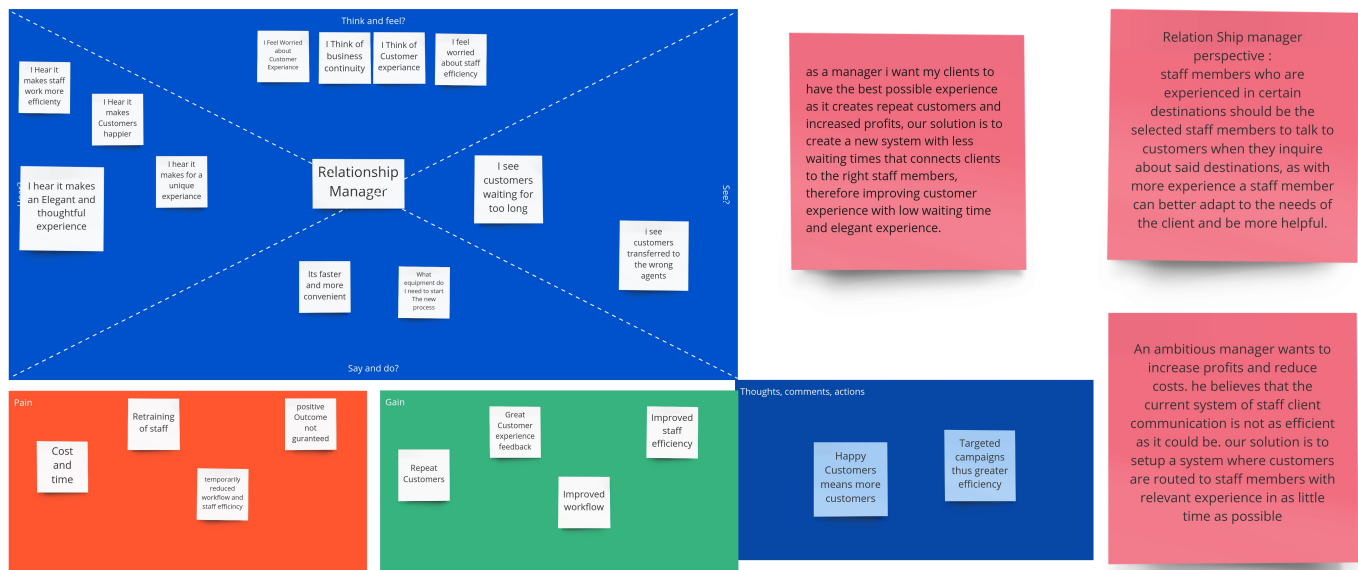 Think and feel?
I Feel Worried
about
Customer
Experiance
I Think of
business
continuity
I Think of
Customer
experiance
I feel
worried
about staff
efficiency
I Hear it
makes staff
work more
efficienty
I Hear it
makes
Customers
happier
I hear it
makes for a
unique
experiance
I hear it makes
an Elegant and
thoughtful
experience
Relationship
Manager
I see
customers
waiting for
too long
See?
i see
customers
transferred to
the wrong
agents
Its faster
and more
convenient
What
equipment do
I need to start
The new
process
Say and do?
Pain
Cost
and
time
Retraining
of staff
temporarily
reduced
workflow and
staff efficincy
positive
Outcome
not
guranteed
Gain
Repeat
Customers
Great
Customer
experience
feedback
Improved
workflow
Improved
staff
efficiency
Thoughts, comments, actions
Happy
Customers
means more
customers
Targeted
campaigns
thus greater
efficiency
as a manager i want my clients to
have the best possible experience
as it creates repeat customers and
increased profits, our solution is to
create a new system with less
waiting times that connects clients
to the right staff members,
therefore improving customer
experience with low waiting time
and elegant experience.
Relation Ship manager
perspective :
staff members who are
experienced in certain
destinations should be the
selected staff members to talk to
customers when they inquire
about said destinations, as with
more experience a staff member
can better adapt to the needs of
the client and be more helpful.
An ambitious manager wants to
increase profits and reduce
costs. he believes that the
current system of staff client
communication is not as efficient
as it could be. our solution is to
setup a system where customers
are routed to staff members with
relevant experience in as little
time as possible